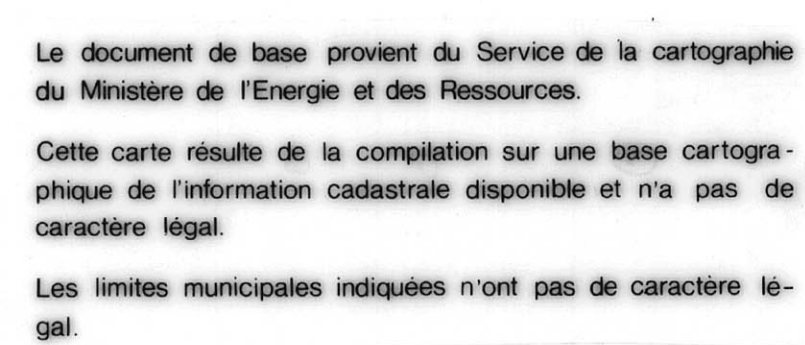 Le document de base provient du Service de la cartographie
du Ministère de l'Energie et des Ressources.
Cette carte résulte de la compilation sur une base cartogra-
phique de l'information cadastrale disponible et n'a pas de
caractère légal.
Les limites municipales indiquées n'ont pas de caractère lé-
gal.